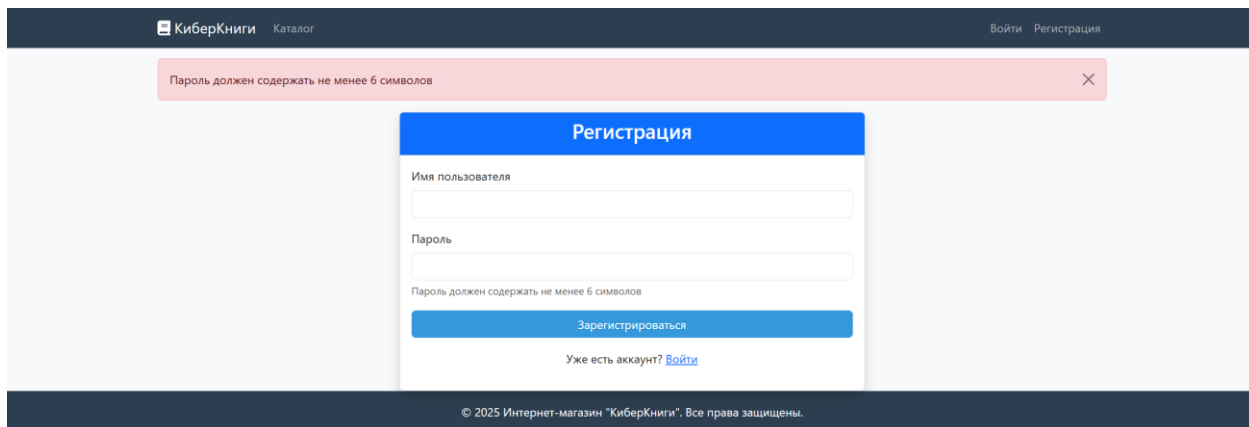 КиберКниги Каталог Войти Регистрация
Пароль должен содержать не менее 6 символов
Регистрация
Имя пользователя
Пароль
Пароль должен содержать не менее 6 символов
Зарегистрироваться
Уже есть аккаунт? Войти
© 2025 Интернет-магазин "КиберКниги". Все права защищены.